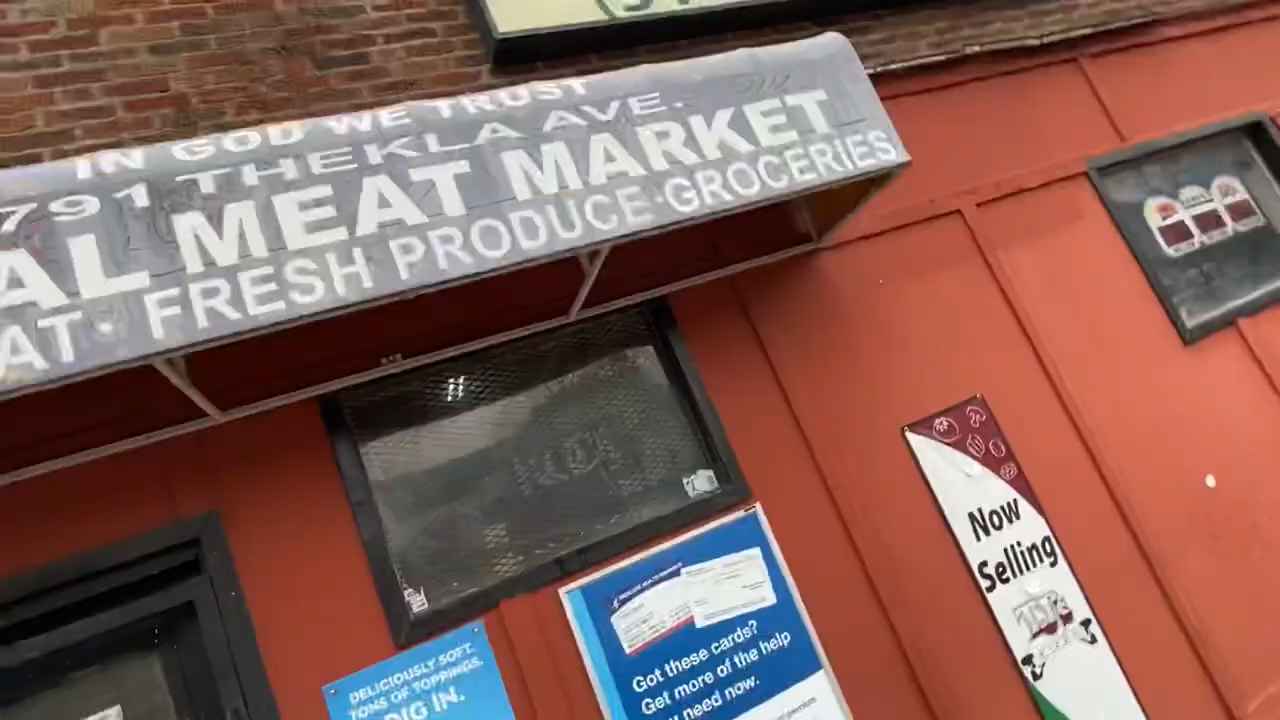 IN GOD WE TRUST
791 THEKLA AVE.
AL MEAT MARKET
AT · FRESH PRODUCE · GROCERIES
Now
Selling
Got these cards?
Get more of the help
need now.
DELICIOUSLY SOFT.
TONS OF TOPPINGS.
DIG IN.